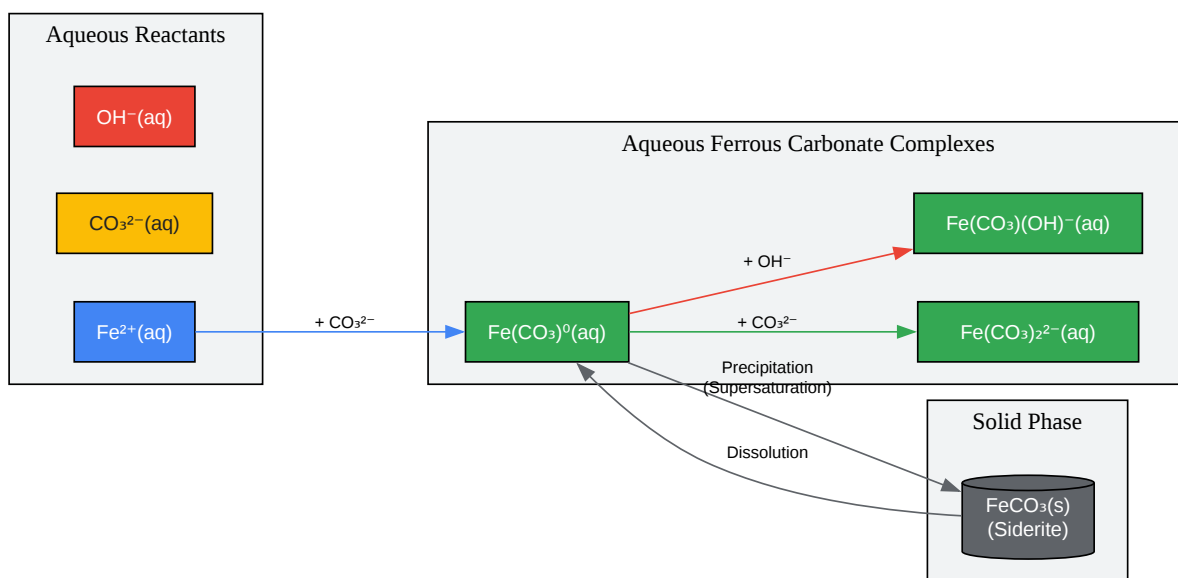 Aqueous Reactants
OH⁻(aq)
CO₃²⁻(aq)
Fe²⁺(aq)
+ CO₃²⁻
Aqueous Ferrous Carbonate Complexes
Fe(CO₃)⁰(aq)
+ OH⁻
Fe(CO₃)(OH)⁻(aq)
+ CO₃²⁻
Fe(CO₃)₂²⁻(aq)
Precipitation
(Supersaturation)
Dissolution
Solid Phase
FeCO₃(s)
(Siderite)